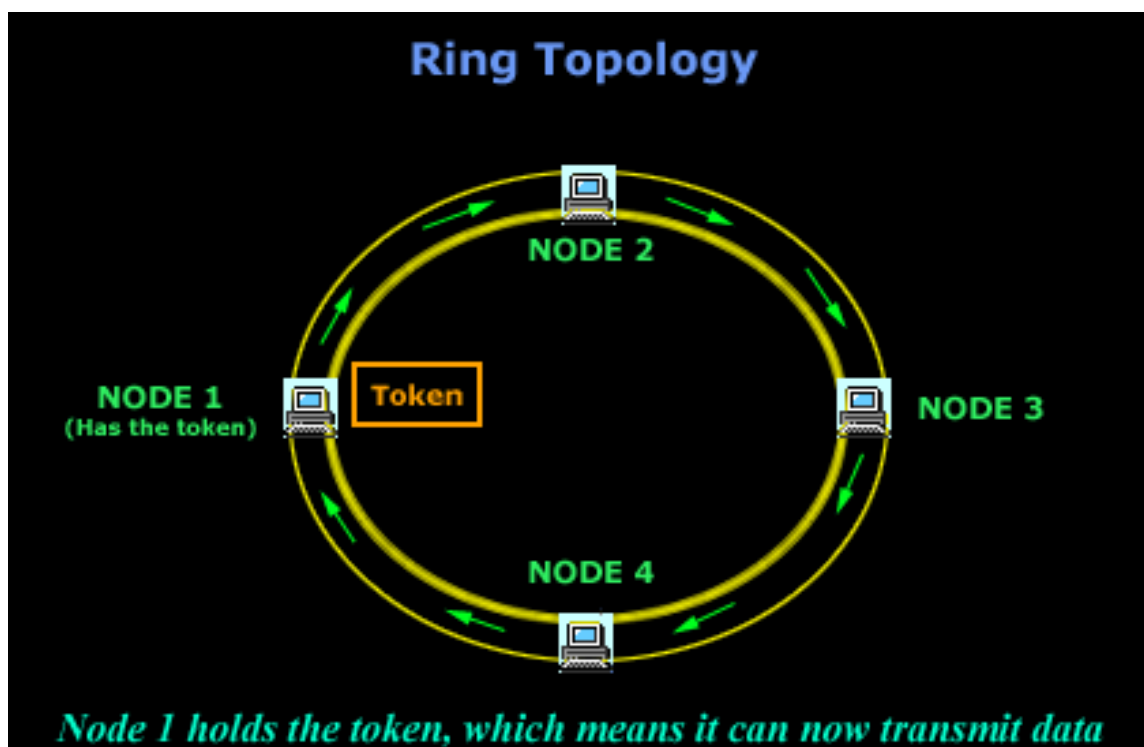 Ring Topology
NODE 2
Token
NODE 1
(Has the token)
NODE 3
NODE 4
Node 1 holds the token, which means it can now transmit data